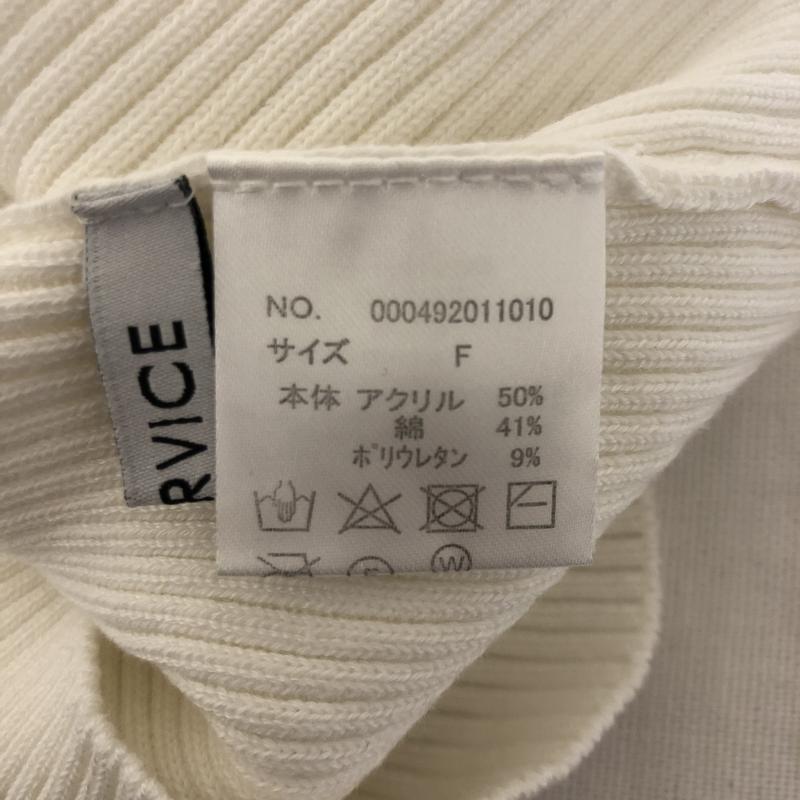 NO. 000492011010
サイズ F
本体 アクリル 50%
綿 41%
ポリウレタン 9%
W
RVICE